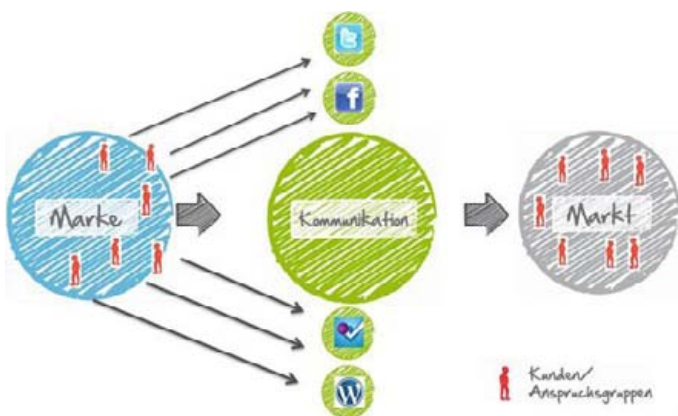 t
f
Marke
Kommunikation
Markt
W
Kunden/
Anspruchsgruppen